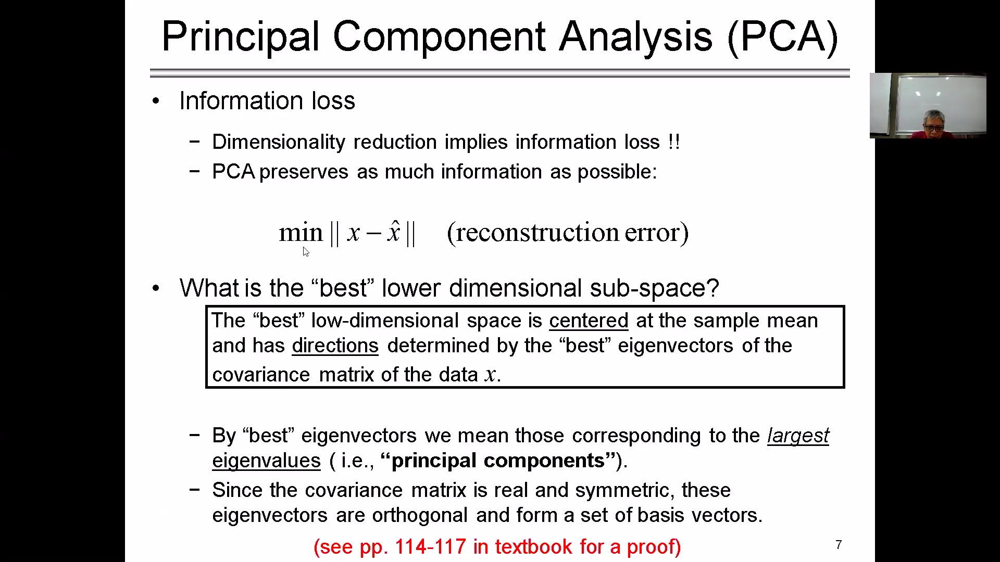 Principal Component Analysis (PCA)
• Information loss
− Dimensionality reduction implies information loss !!
− PCA preserves as much information as possible:
min || x − x̂ || (reconstruction error)
• What is the “best” lower dimensional sub-space?
The “best” low-dimensional space is centered at the sample mean
and has directions determined by the “best” eigenvectors of the
covariance matrix of the data x.
− By “best” eigenvectors we mean those corresponding to the largest
eigenvalues ( i.e., “principal components”).
− Since the covariance matrix is real and symmetric, these
eigenvectors are orthogonal and form a set of basis vectors.
(see pp. 114-117 in textbook for a proof)
7